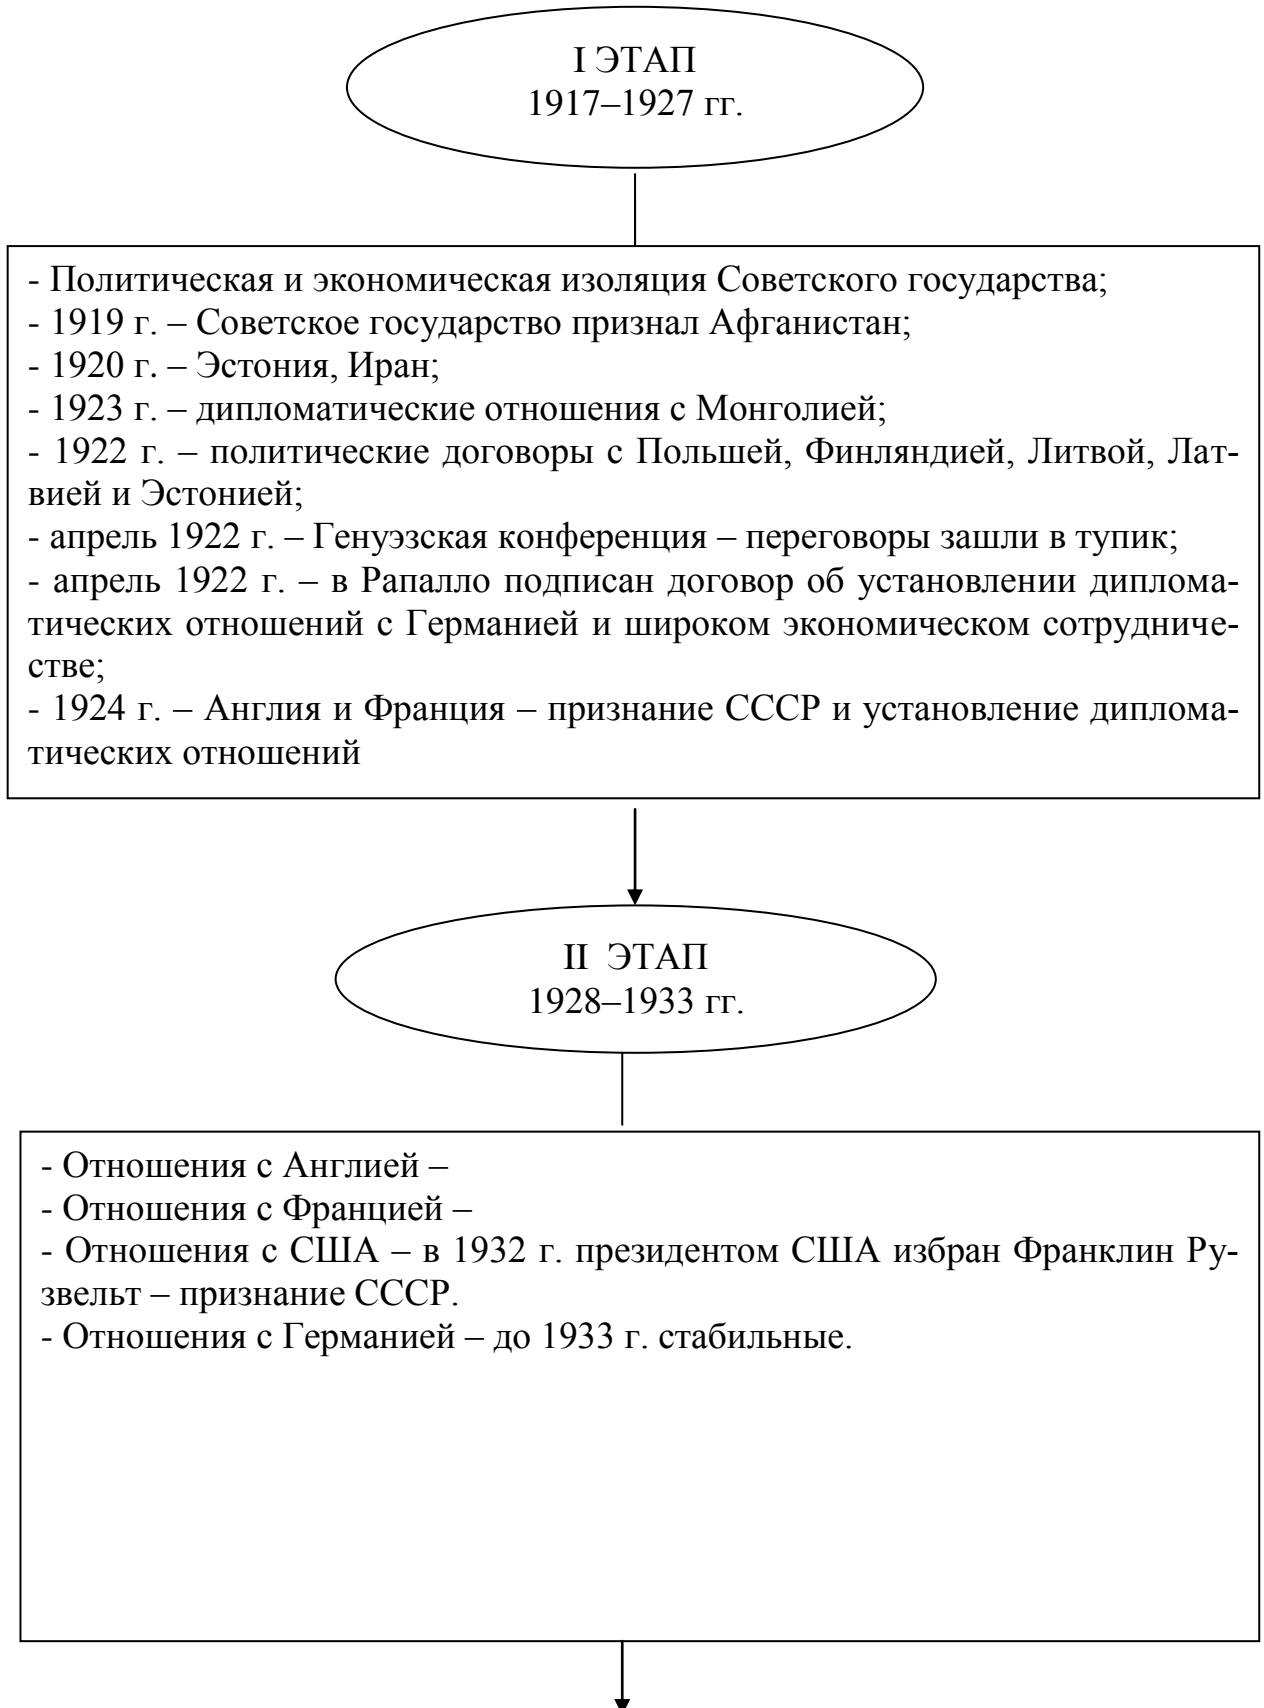 I ЭТАП
1917–1927 гг.
- Политическая и экономическая изоляция Советского государства;
- 1919 г. – Советское государство признал Афганистан;
- 1920 г. – Эстония, Иран;
- 1923 г. – дипломатические отношения с Монголией;
- 1922 г. – политические договоры с Польшей, Финляндией, Литвой, Лат-
вией и Эстонией;
- апрель 1922 г. – Генуэзская конференция – переговоры зашли в тупик;
- апрель 1922 г. – в Рапалло подписан договор об установлении диплома-
тических отношений с Германией и широком экономическом сотрудниче-
стве;
- 1924 г. – Англия и Франция – признание СССР и установление диплома-
тических отношений
II ЭТАП
1928–1933 гг.
- Отношения с Англией –
- Отношения с Францией –
- Отношения с США – в 1932 г. президентом США избран Франклин Ру-
звельт – признание СССР.
- Отношения с Германией – до 1933 г. стабильные.